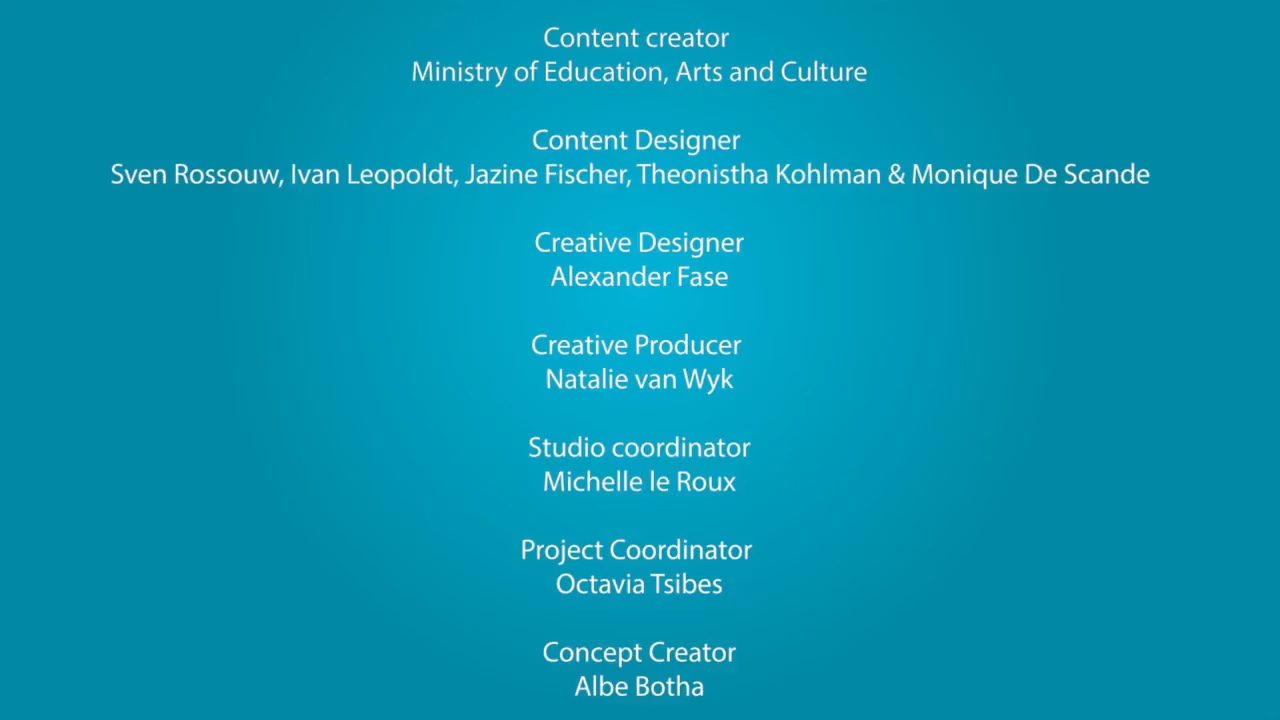 Content creator
Ministry of Education, Arts and Culture
Content Designer
Sven Rossouw, Ivan Leopoldt, Jazine Fischer, Theonistha Kohlman & Monique De Scande
Creative Designer
Alexander Fase
Creative Producer
Natalie van Wyk
Studio coordinator
Michelle le Roux
Project Coordinator
Octavia Tsibes
Concept Creator
Albe Botha